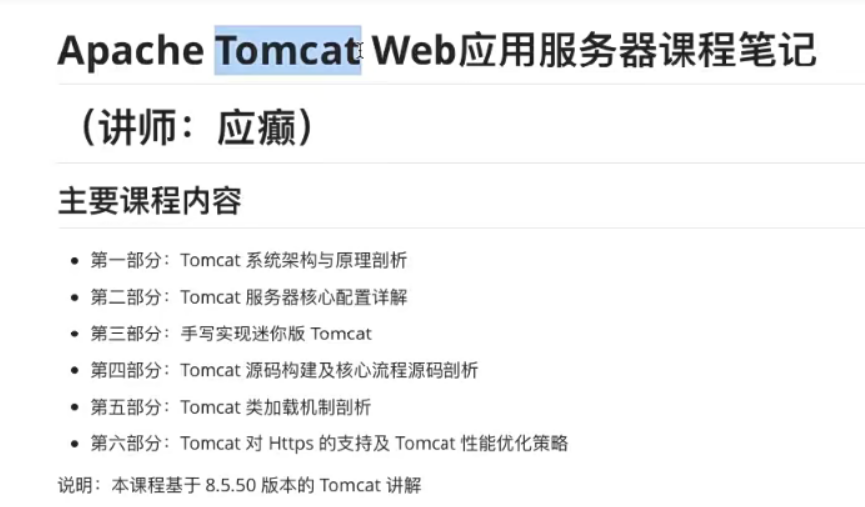 Apache Tomcat Web应用服务器课程笔记
（讲师：应癫）
主要课程内容
第一部分：Tomcat 系统架构与原理剖析
第二部分：Tomcat 服务器核心配置详解
第三部分：手写实现迷你版 Tomcat
第四部分：Tomcat 源码构建及核心流程源码剖析
第五部分：Tomcat 类加载机制剖析
第六部分：Tomcat 对 Https 的支持及 Tomcat 性能优化策略
说明：本课程基于 8.5.50 版本的 Tomcat 讲解